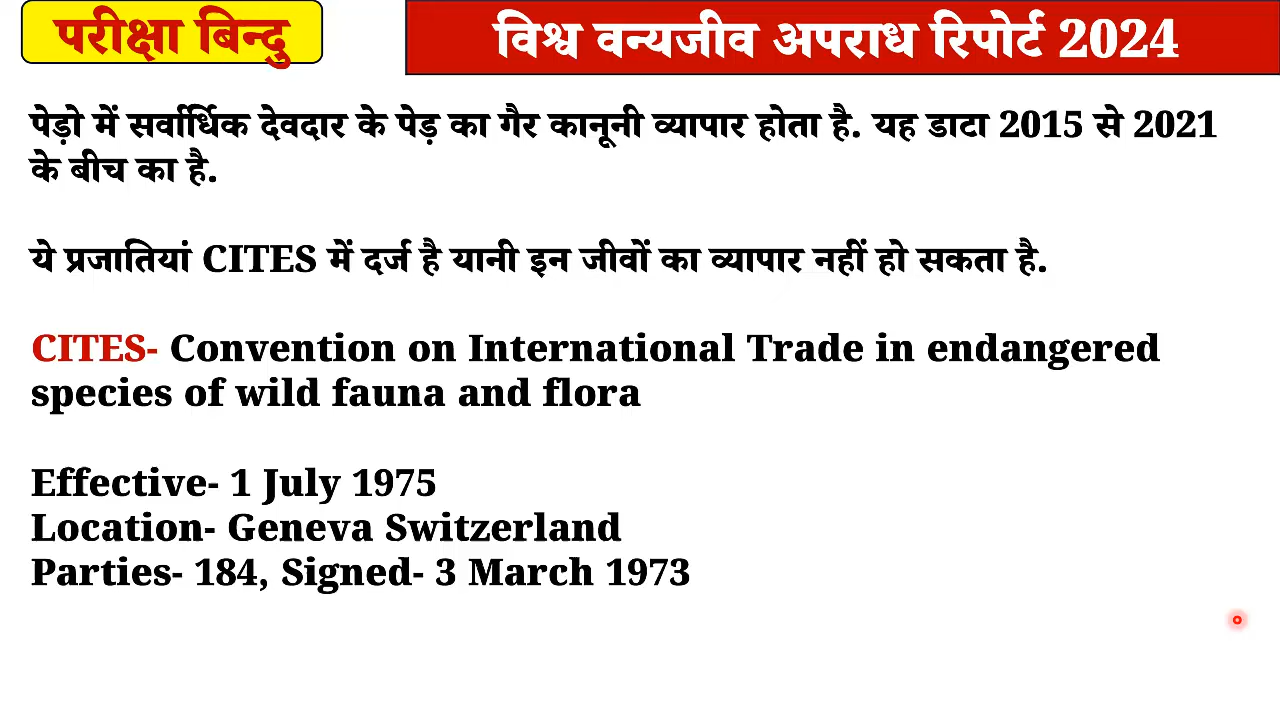 परीक्षा बिन्दु
विश्व वन्यजीव अपराध रिपोर्ट 2024
पेड़ो में सर्वाधिक देवदार के पेड़ का गैर कानूनी व्यापार होता है. यह डाटा 2015 से 2021
के बीच का है.
ये प्रजातियां CITES में दर्ज है यानी इन जीवों का व्यापार नहीं हो सकता है.
CITES- Convention on International Trade in endangered
species of wild fauna and flora
Effective- 1 July 1975
Location- Geneva Switzerland
Parties- 184, Signed- 3 March 1973